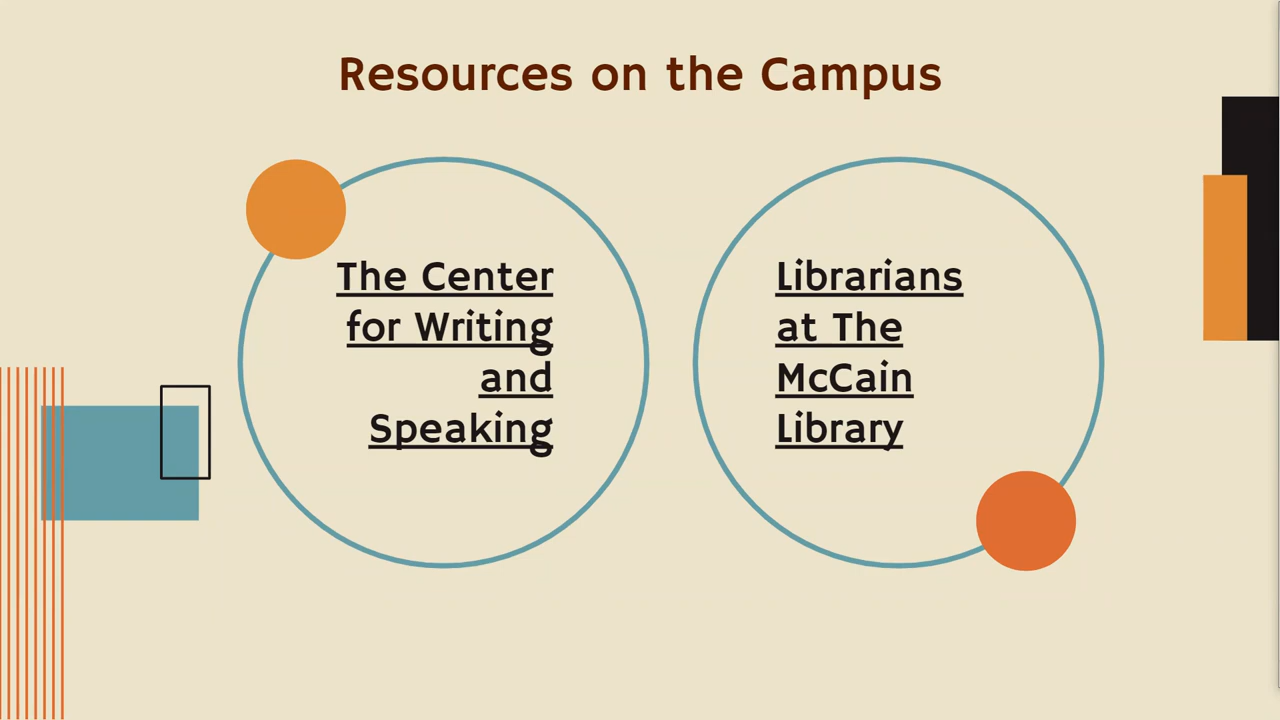 Resources on the Campus
The Center
for Writing
and
Speaking
Librarians
at The
McCain
Library